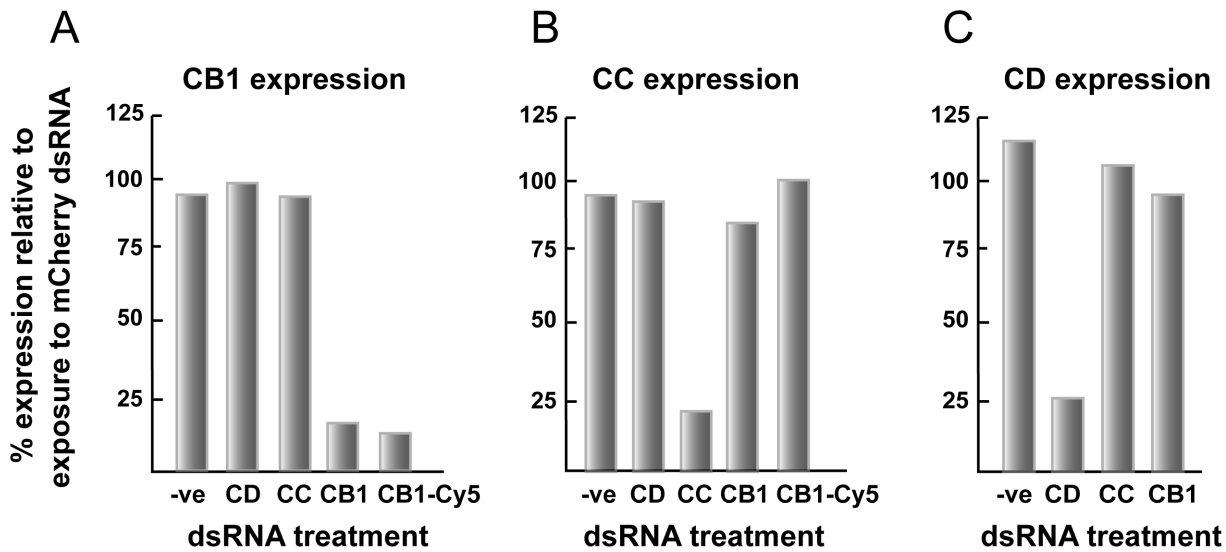 A
B
C
CB1 expression
CC expression
CD expression
% expression relative to
exposure to mCherry dsRNA
125
100
75
50
25
125
100
75
50
25
125
100
75
50
25
-ve CD CC CB1 CB1-Cy5
-ve CD CC CB1 CB1-Cy5
-ve CD CC CB1
dsRNA treatment
dsRNA treatment
dsRNA treatment